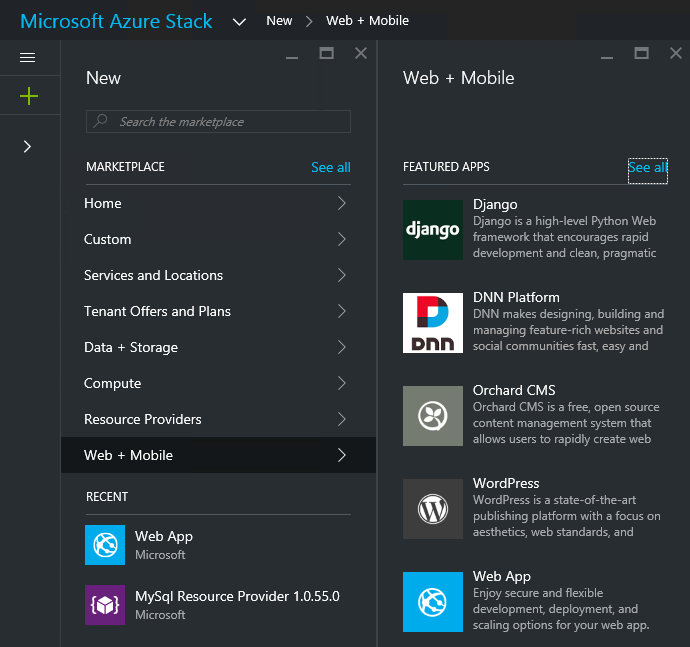 Microsoft Azure Stack New Web + Mobile
New
Search the marketplace
MARKETPLACE See all
Home
Custom
Services and Locations
Tenant Offers and Plans
Data + Storage
Compute
Resource Providers
Web + Mobile
RECENT
Web App
Microsoft
MySql Resource Provider 1.0.55.0
Microsoft
Web + Mobile
FEATURED APPS See all
django
Django
Django is a high-level Python Web
framework that encourages rapid
development and clean, pragmatic
DNN
DNN Platform
DNN makes designing, building and
managing feature-rich websites and
social communities fast, easy and
Orchard CMS
Orchard CMS is a free, open source
content management system that
allows users to rapidly create web
WordPress
WordPress is a state-of-the-art
publishing platform with a focus on
aesthetics, web standards, and
Web App
Enjoy secure and flexible
development, deployment, and
scaling options for your web app.